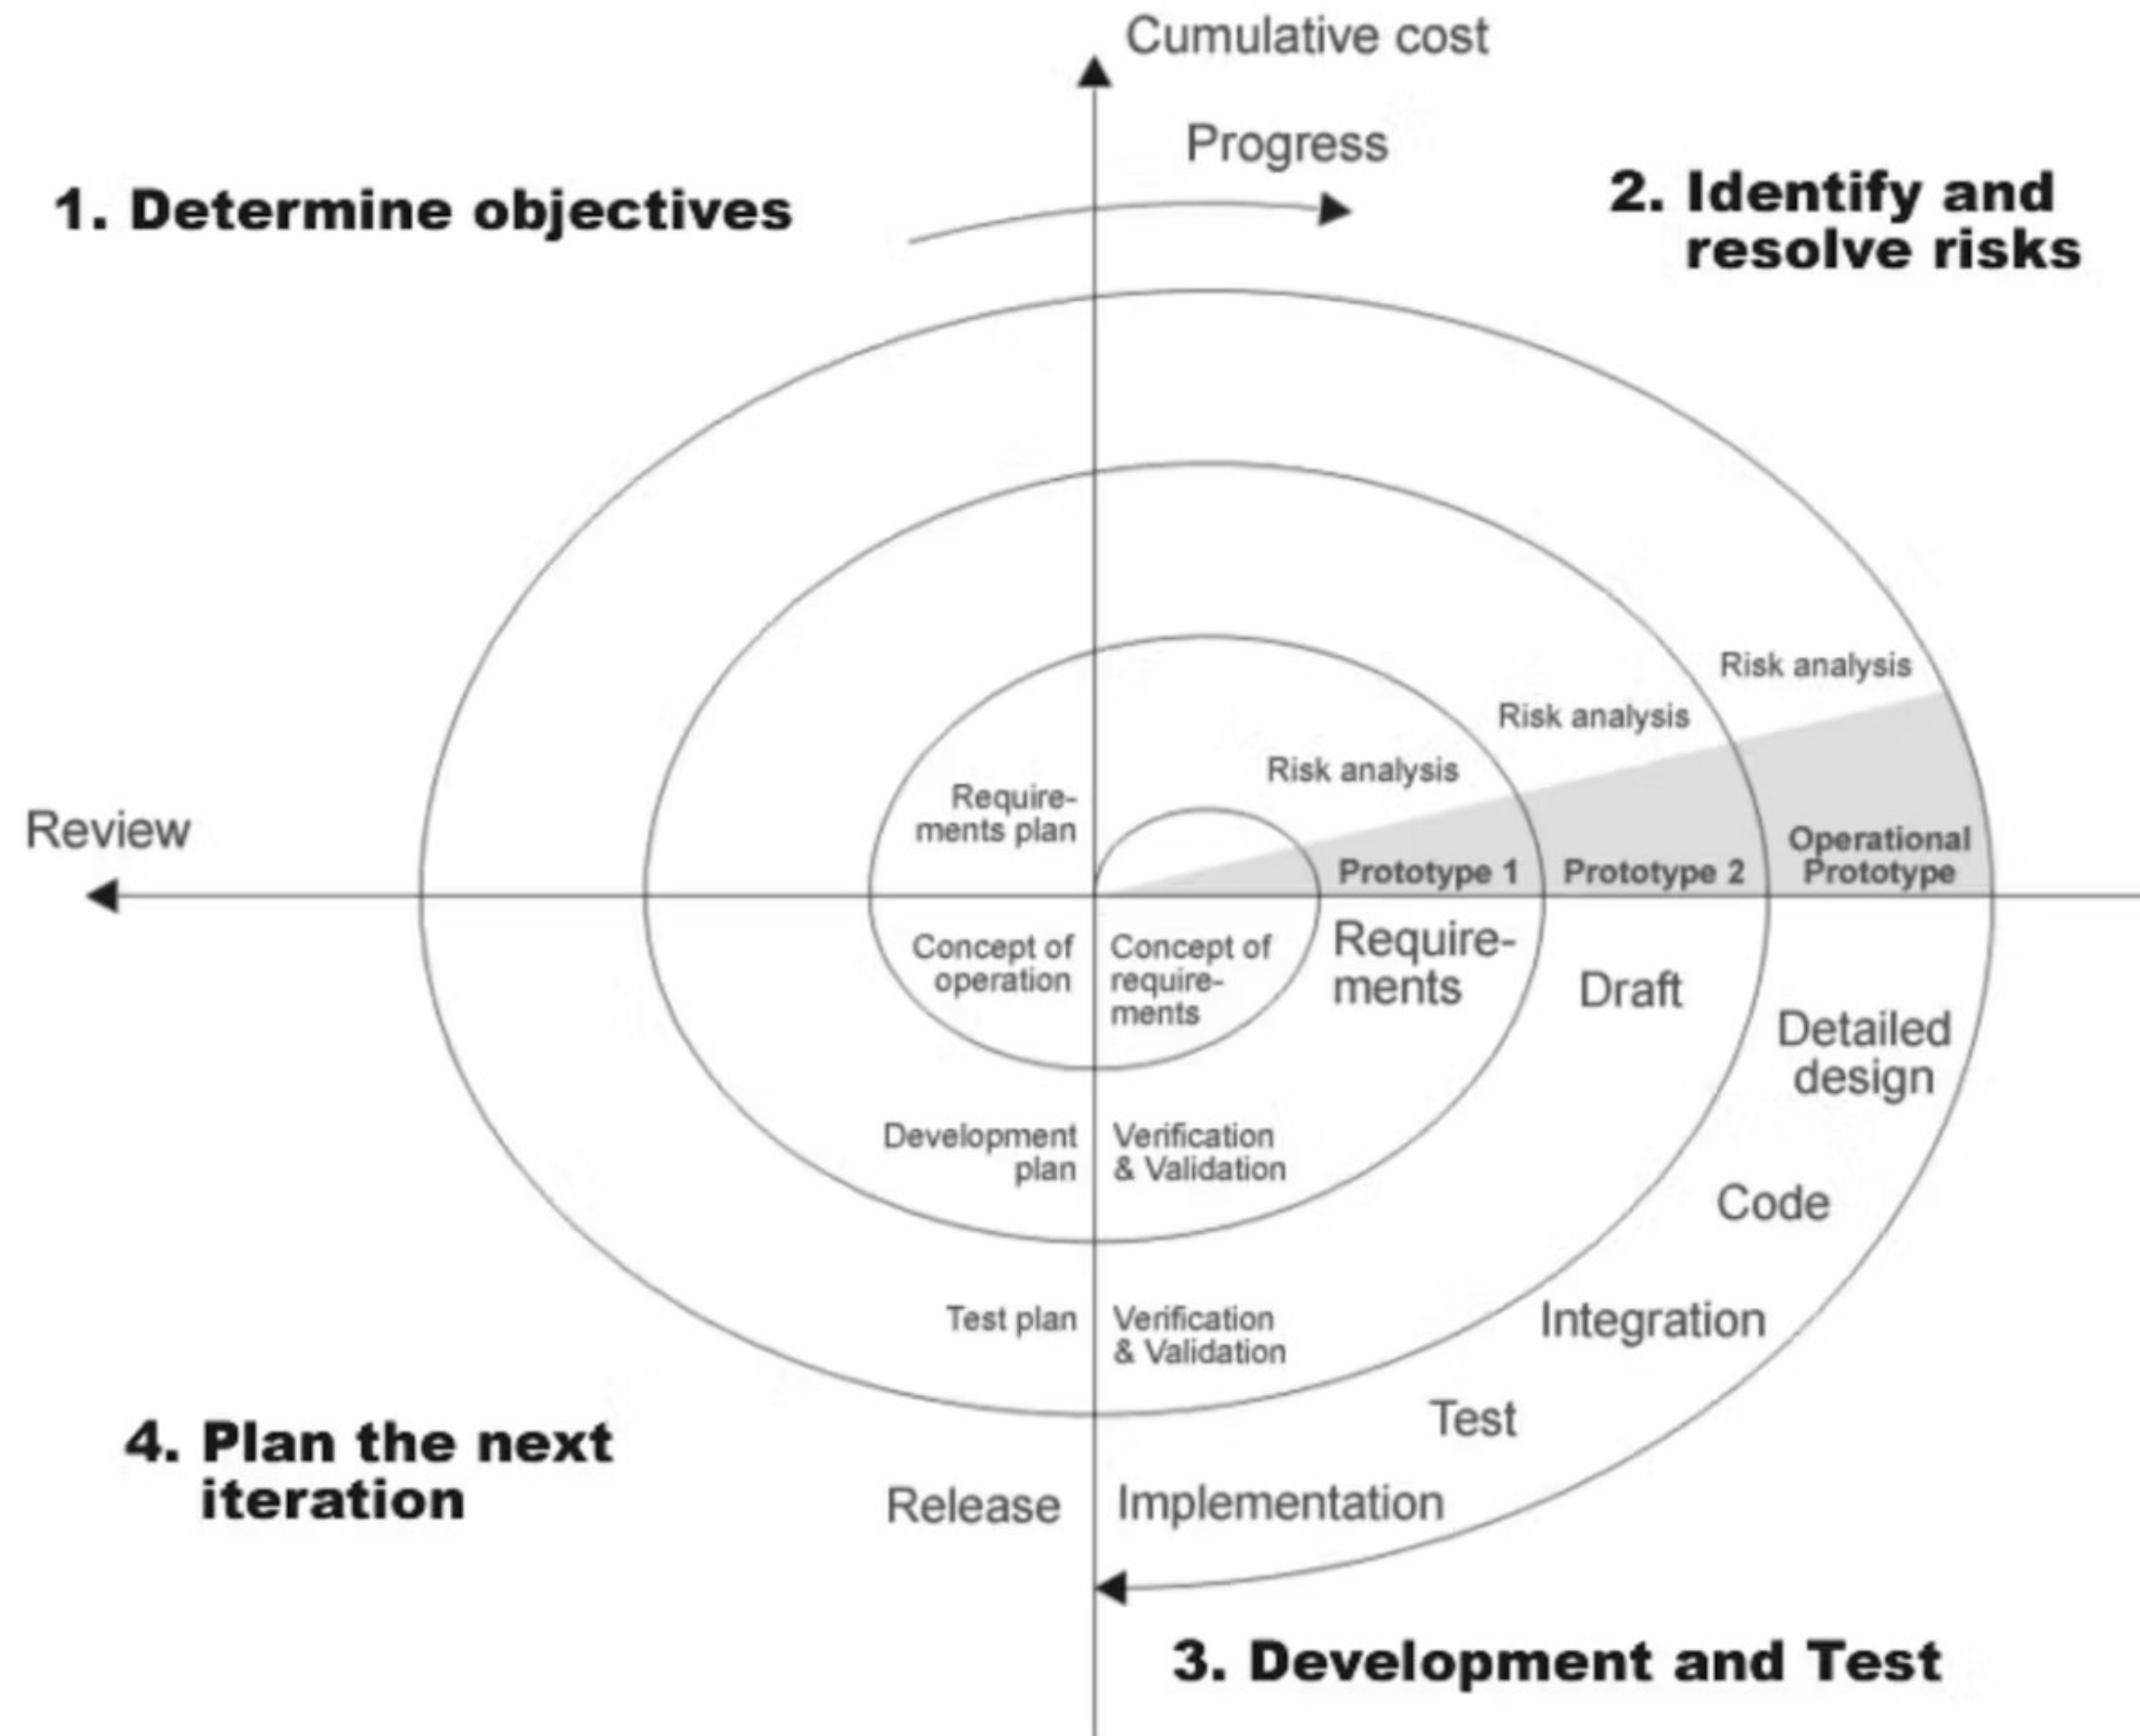 Cumulative cost
Progress
1. Determine objectives
2. Identify and
resolve risks
Risk analysis
Risk analysis
Risk analysis
Require-
ments plan
Review
Operational
Prototype
Prototype 1
Prototype 2
Concept of
operation
Concept of
require-
ments
Require-
ments
Draft
Detailed
design
Development
plan
Verification
& Validation
Code
Test plan
Verification
& Validation
Integration
Test
4. Plan the next
iteration
Release
Implementation
3. Development and Test